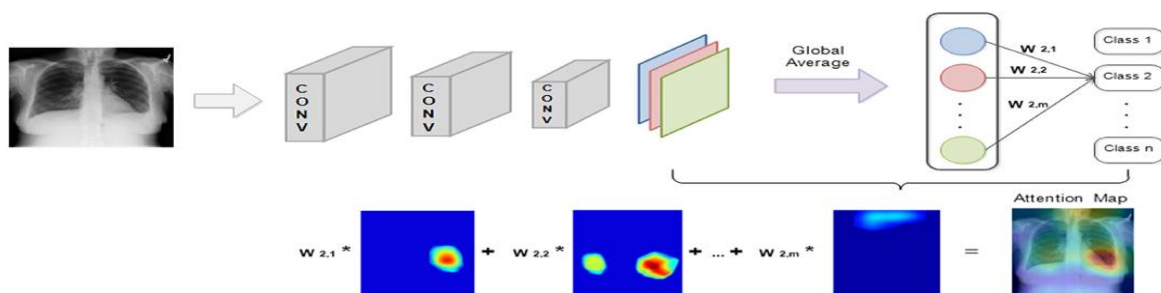 CONV
CONV
CONV
Global
Average
W 2,1
W 2,2
W 2,m
Class 1
Class 2
Class n
Attention Map
W 2,1 * + W 2,2 * + ... + W 2,m * =